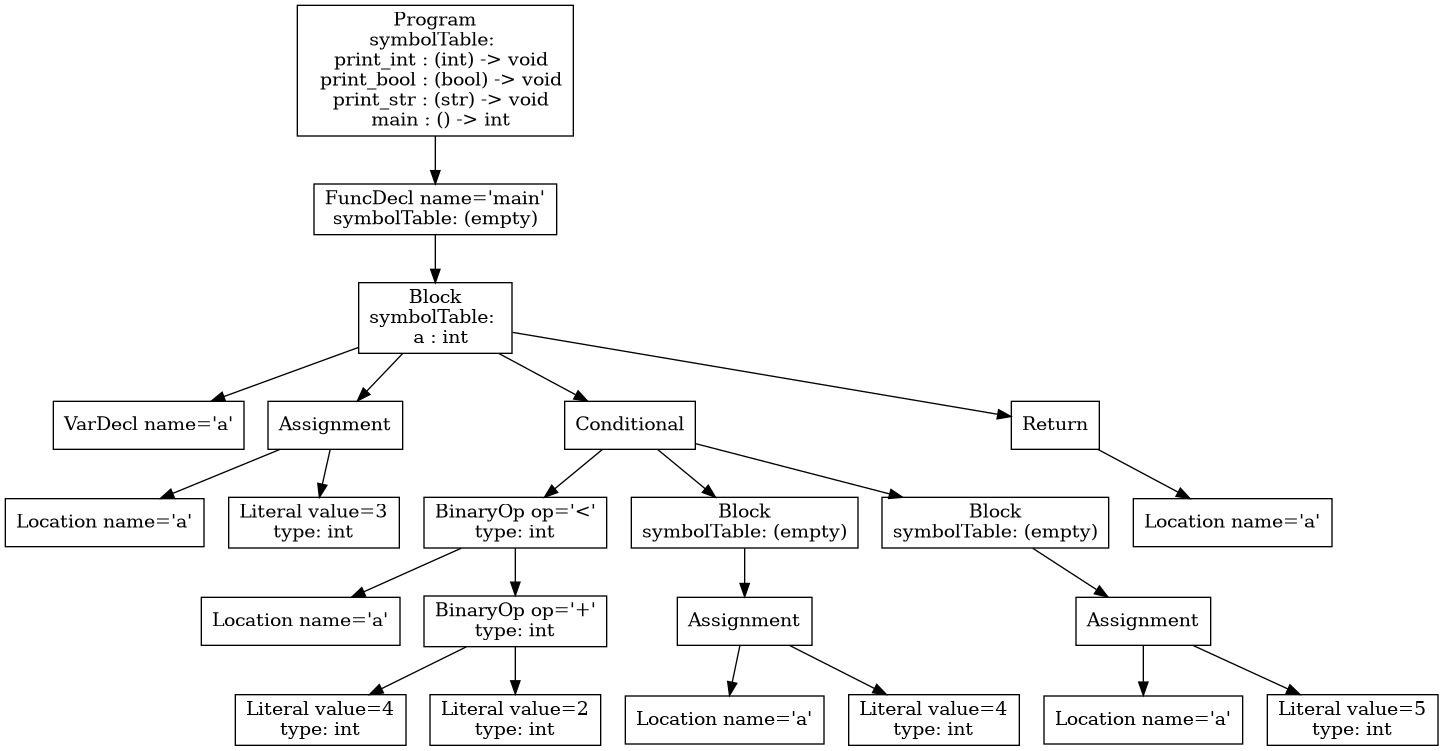 Program
symbolTable:
print_int : (int) -> void
print_bool : (bool) -> void
print_str : (str) -> void
main : () -> int
FuncDecl name='main'
symbolTable: (empty)
Block
symbolTable:
a : int
VarDecl name='a'
Assignment
Conditional
Return
Location name='a'
Literal value=3
type: int
BinaryOp op='<'
type: int
Block
symbolTable: (empty)
Block
symbolTable: (empty)
Location name='a'
Location name='a'
BinaryOp op='+'
type: int
Assignment
Assignment
Literal value=4
type: int
Literal value=2
type: int
Location name='a'
Literal value=4
type: int
Location name='a'
Literal value=5
type: int